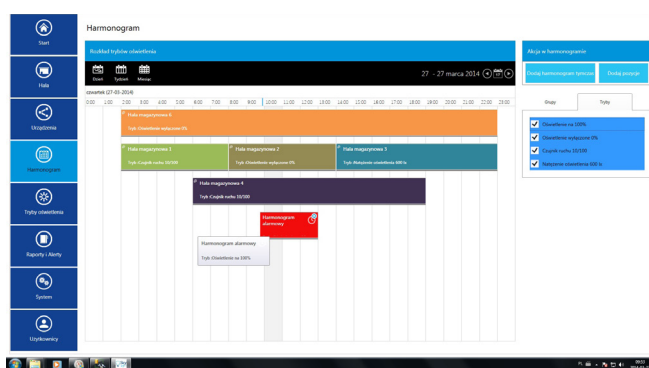 Start
Hala
Urządzenia
Harmonogram
Tryby oświetlenia
Raporty i Alerty
System
Użytkownicy
Harmonogram
Rozkład trybów oświetlenia
Dzień Tydzień Miesiąc
27 - 27 marca 2014
czwartek (27-03-2014)
0:00 1:00 2:00 3:00 4:00 5:00 6:00 7:00 8:00 9:00 10:00 11:00 12:00 13:00 14:00 15:00 16:00 17:00 18:00 19:00 20:00 21:00 22:00 23:00
Hala magazynowa 6
Tryb: Oświetlenie wyłączone 0%
Hala magazynowa 1
Tryb: Czujnik ruchu 10/100
Hala magazynowa 2
Tryb: Oświetlenie wyłączone 0%
Hala magazynowa 3
Tryb: Natężenie oświetlenia 600 lx
Hala magazynowa 4
Tryb: Czujnik ruchu 10/100
Harmonogram
alarmowy
Harmonogram alarmowy
Tryb: Oświetlenie na 100%
Akcja w harmonogramie
Dodaj harmonogram tymczas Dodaj pozycje
Grupy Tryby
Oświetlenie na 100%
Oświetlenie wyłączone 0%
Czujnik ruchu 10/100
Natężenie oświetlenia 600 lx
PL
09:53